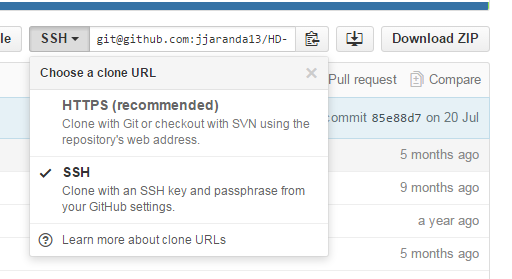 le SSH git@github.com:jjaranda13/HD- Download ZIP
Choose a clone URL
Pull request Compare
HTTPS (recommended)
Clone with Git or checkout with SVN using the
repository's web address.
commit 85e88d7 on 20 Jul
5 months ago
SSH
Clone with an SSH key and passphrase from
your GitHub settings.
9 months ago
a year ago
Learn more about clone URLs
5 months ago